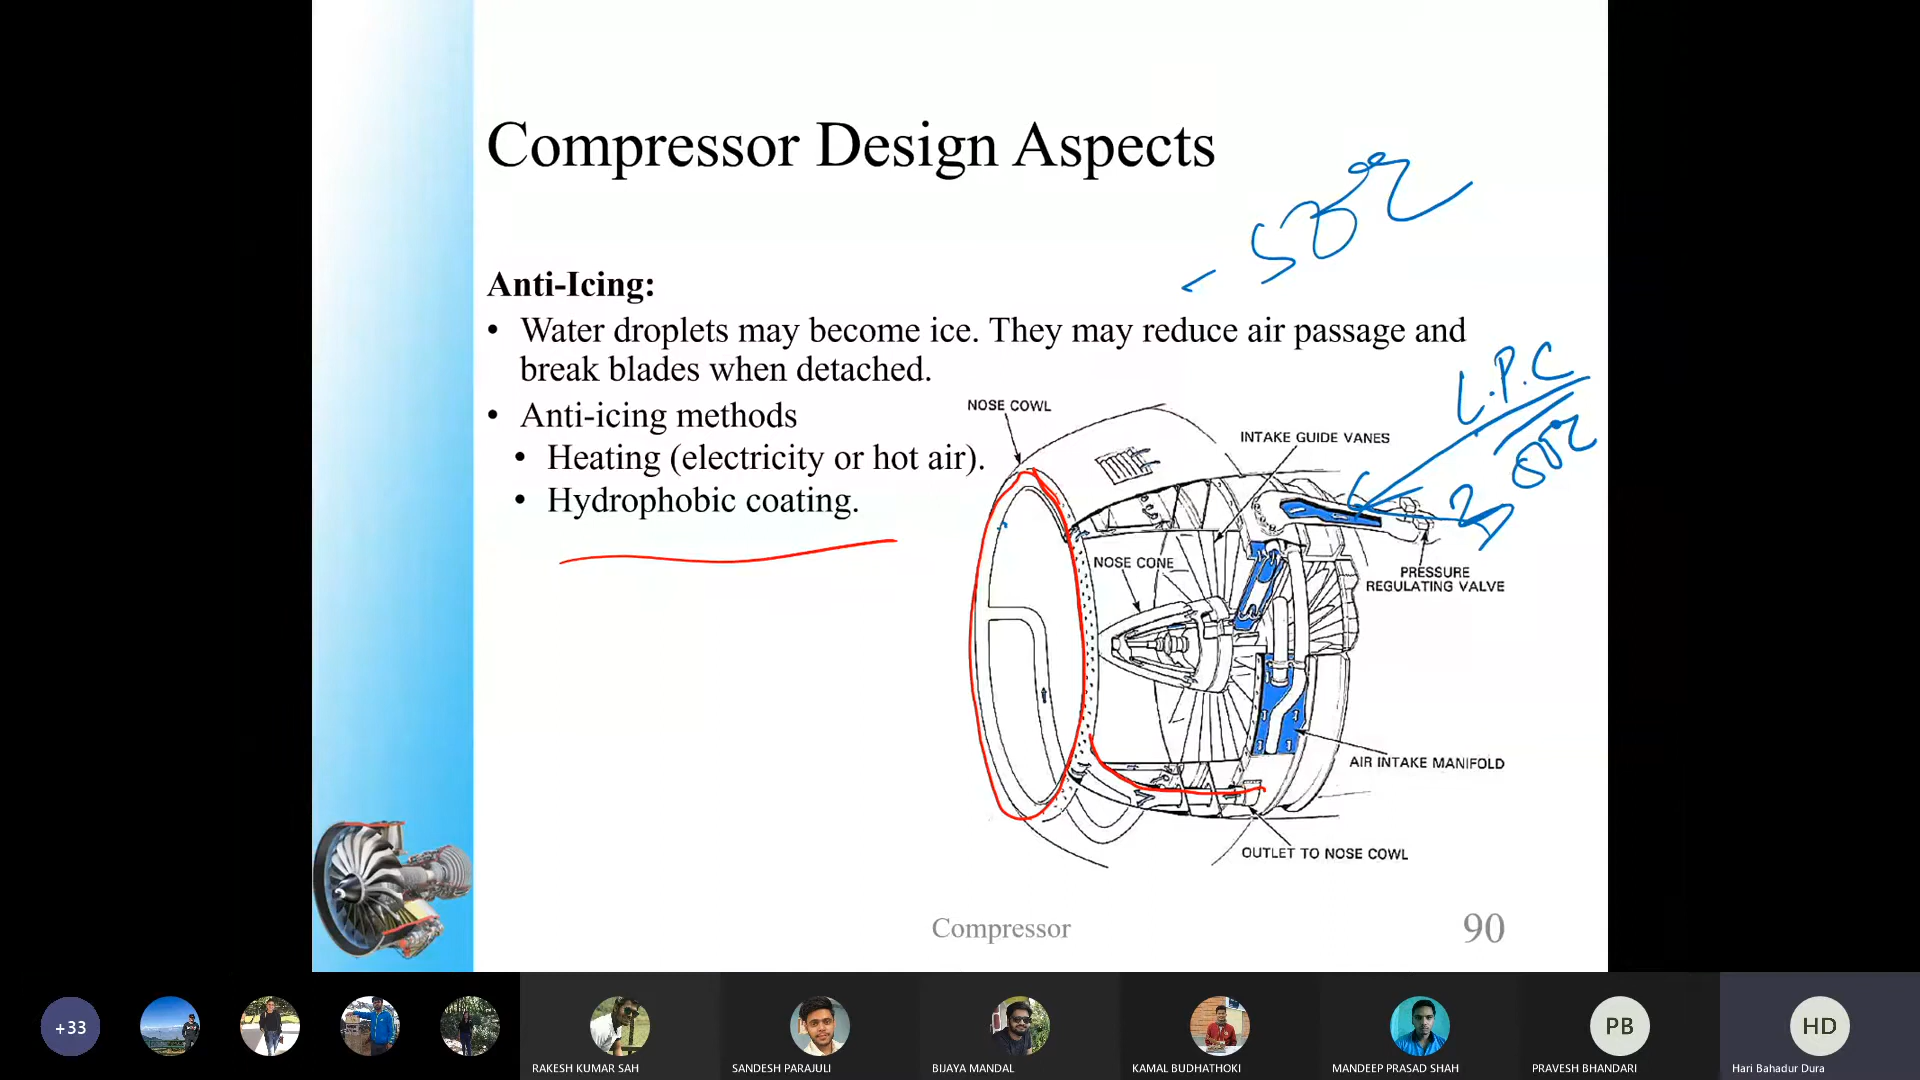 Compressor Design Aspects
- 50°C
Anti-Icing:
• Water droplets may become ice. They may reduce air passage and
break blades when detached.
• Anti-icing methods
• Heating (electricity or hot air).
• Hydrophobic coating.
L.P.C
NOSE COWL
INTAKE GUIDE VANES
NOSE CONE
PRESSURE
REGULATING VALVE
AIR INTAKE MANIFOLD
OUTLET TO NOSE COWL
Compressor
90
+33
RAKESH KUMAR SAH
SANDESH PARAJULI
BIJAYA MANDAL
KAMAL BUDHATHOKI
MANDEEP PRASAD SHAH
PB
PRAVESH BHANDARI
HD
Hari Bahadur Dura